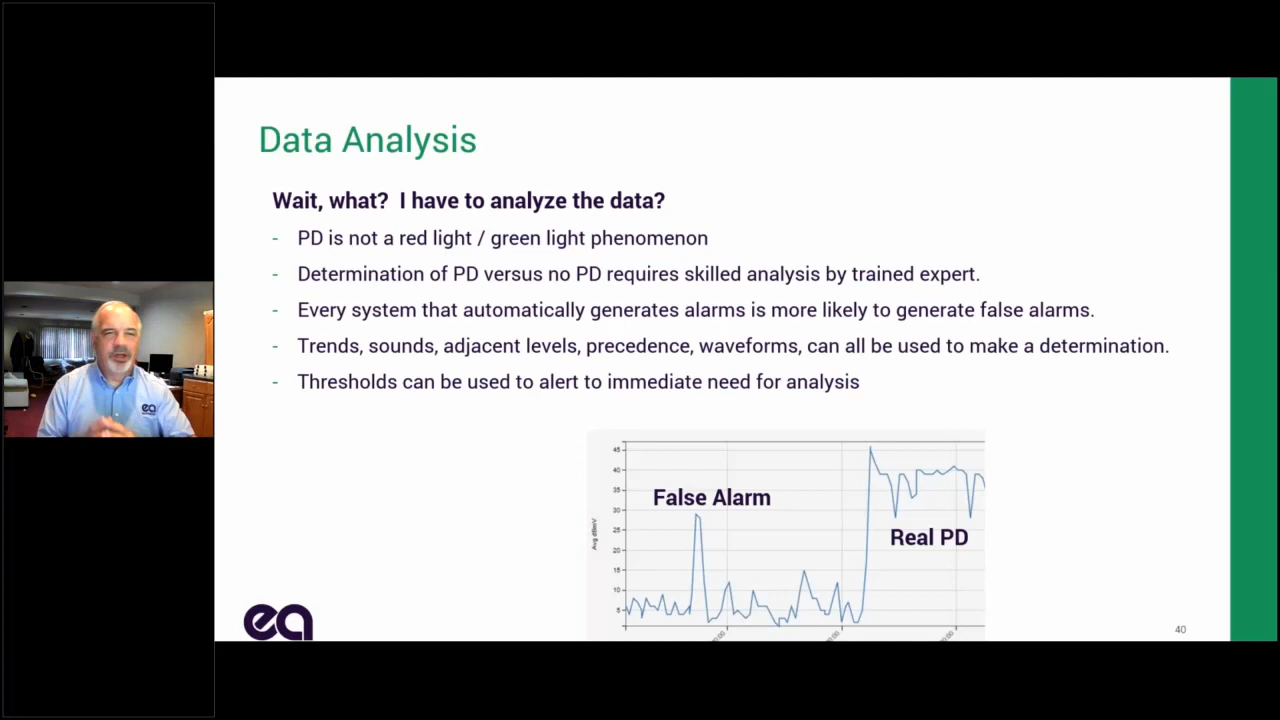 Data Analysis
Wait, what? I have to analyze the data?
- PD is not a red light / green light phenomenon
- Determination of PD versus no PD requires skilled analysis by trained expert.
- Every system that automatically generates alarms is more likely to generate false alarms.
- Trends, sounds, adjacent levels, precedence, waveforms, can all be used to make a determination.
- Thresholds can be used to alert to immediate need for analysis
45
40
35
30
25
20
15
10
5
Avg dBmV
False Alarm
Real PD
ea
ea
40